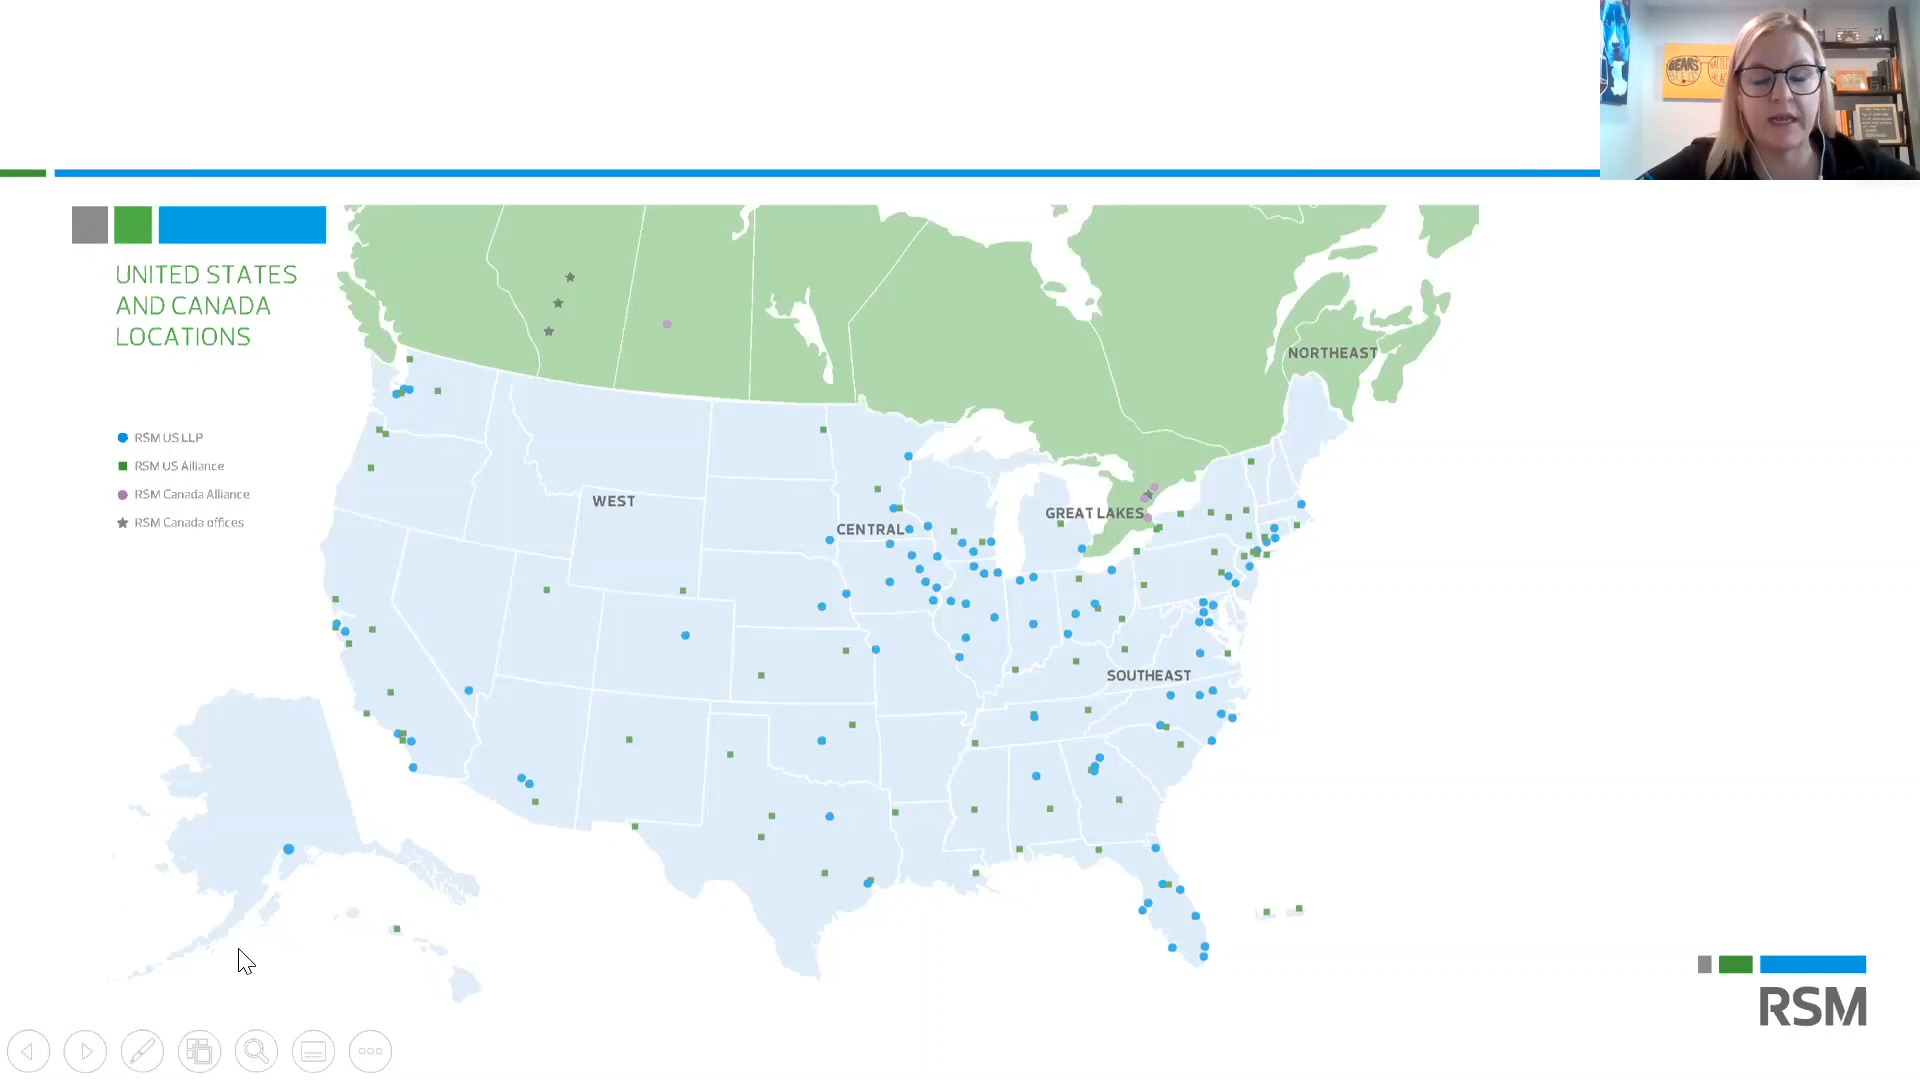 BEARS
UNITED STATES
AND CANADA
LOCATIONS
RSM US LLP
RSM US Alliance
RSM Canada Alliance
RSM Canada offices
NORTHEAST
WEST
GREAT LAKES
CENTRAL
SOUTHEAST
RSM